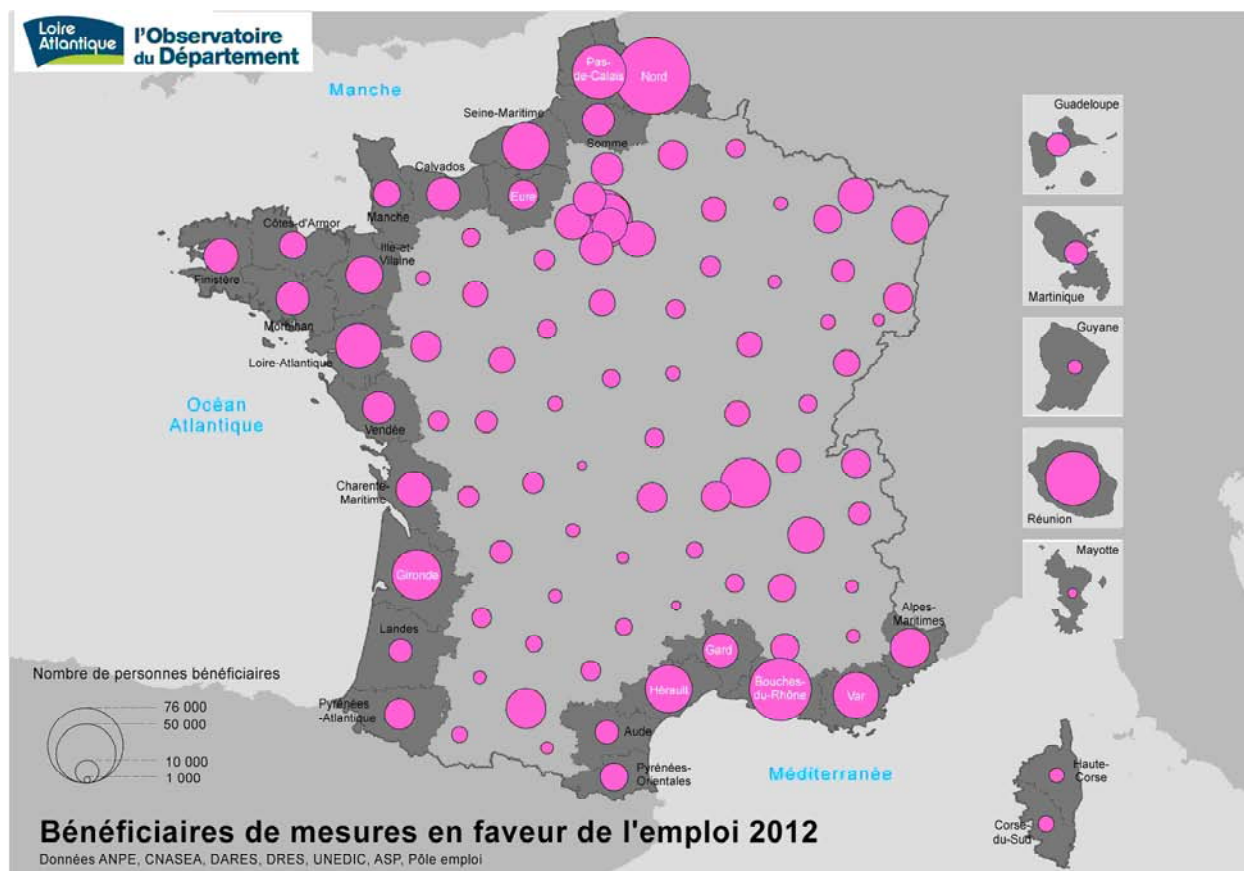 Loire
Atlantique
l'Observatoire
du Département
Manche
Pas-
de-Calais
Nord
Seine-Maritime
Somme
Calvados
Eure
Manche
Côtes-d'Armor
Ille-et-
Vilaine
Finistère
Morbihan
Loire-Atlantique
Océan
Atlantique
Vendée
Charente-
Maritime
Gironde
Landes
Pyrénées
-Atlantique
Gard
Hérault
Bouches-
du-Rhône
Var
Alpes-
Maritimes
Aude
Pyrénées-
Orientales
Méditerranée
Haute-
Corse
Corse-
du-Sud
Guadeloupe
Martinique
Guyane
Réunion
Mayotte
Nombre de personnes bénéficiaires
76 000
50 000
10 000
1 000
Bénéficiaires de mesures en faveur de l'emploi 2012
Données ANPE, CNASEA, DARES, DRES, UNEDIC, ASP, Pôle emploi